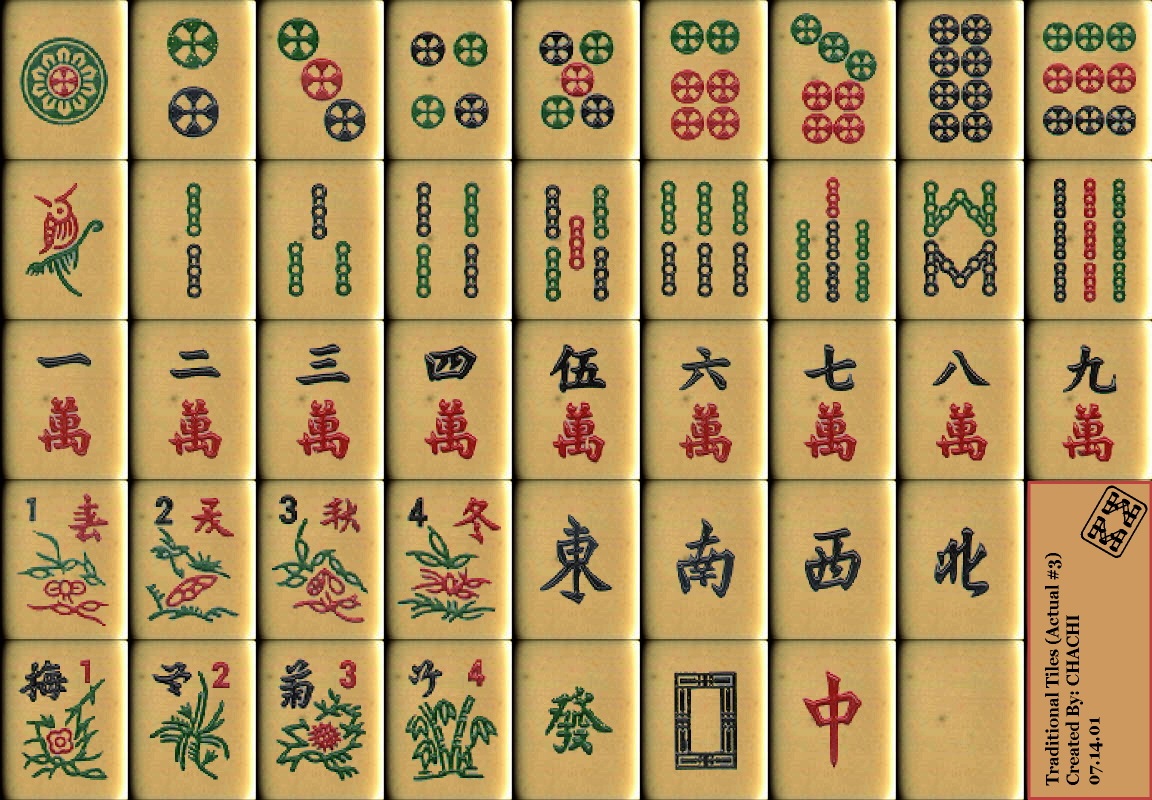 一 二 三 四 伍 六 七 八 九
萬 萬 萬 萬 萬 萬 萬 萬 萬
1 春 2 夏 3 秋 4 冬 東 南 西 北
梅 1 2 菊 3 竹 4 發 中
Traditional Tiles (Actual #3)
Created By: CHACHI
07.14.01